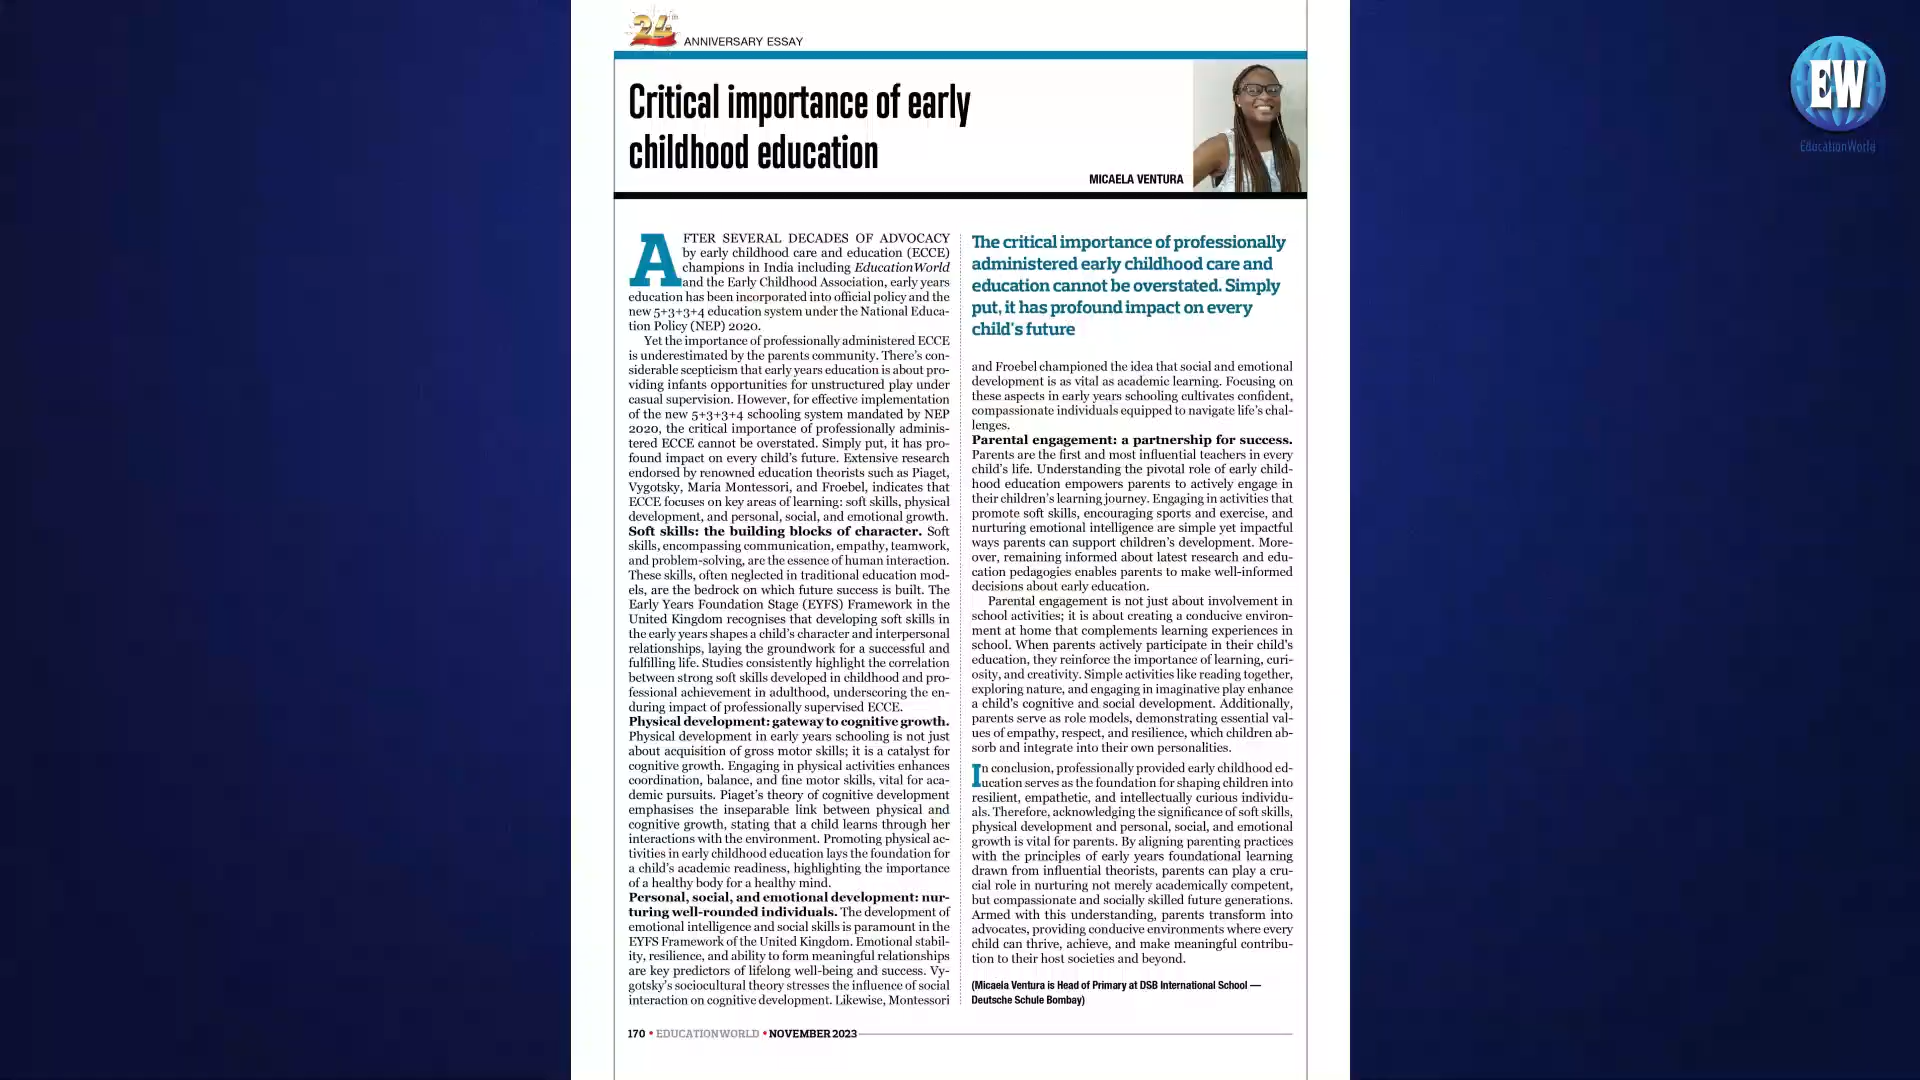 24th
ANNIVERSARY ESSAY
Critical importance of early
childhood education
MICAELA VENTURA
EW
EducationWorld
AFTER SEVERAL DECADES OF ADVOCACY
by early childhood care and education (ECCE)
champions in India including EducationWorld
and the Early Childhood Association, early years
education has been incorporated into official policy and the
new 5+3+3+4 education system under the National Educa-
tion Policy (NEP) 2020.
Yet the importance of professionally administered ECCE
is underestimated by the parents community. There's con-
siderable scepticism that early years education is about pro-
viding infants opportunities for unstructured play under
casual supervision. However, for effective implementation
of the new 5+3+3+4 schooling system mandated by NEP
2020, the critical importance of professionally adminis-
tered ECCE cannot be overstated. Simply put, it has pro-
found impact on every child's future. Extensive research
endorsed by renowned education theorists such as Piaget,
Vygotsky, Maria Montessori, and Froebel, indicates that
ECCE focuses on key areas of learning: soft skills, physical
development, and personal, social, and emotional growth.
Soft skills: the building blocks of character. Soft
skills, encompassing communication, empathy, teamwork,
and problem-solving, are the essence of human interaction.
These skills, often neglected in traditional education mod-
els, are the bedrock on which future success is built. The
Early Years Foundation Stage (EYFS) Framework in the
United Kingdom recognises that developing soft skills in
the early years shapes a child's character and interpersonal
relationships, laying the groundwork for a successful and
fulfilling life. Studies consistently highlight the correlation
between strong soft skills developed in childhood and pro-
fessional achievement in adulthood, underscoring the en-
during impact of professionally supervised ECCE.
Physical development: gateway to cognitive growth.
Physical development in early years schooling is not just
about acquisition of gross motor skills; it is a catalyst for
cognitive growth. Engaging in physical activities enhances
coordination, balance, and fine motor skills, vital for aca-
demic pursuits. Piaget's theory of cognitive development
emphasises the inseparable link between physical and
cognitive growth, stating that a child learns through her
interactions with the environment. Promoting physical ac-
tivities in early childhood education lays the foundation for
a child's academic readiness, highlighting the importance
of a healthy body for a healthy mind.
Personal, social, and emotional development: nur-
turing well-rounded individuals. The development of
emotional intelligence and social skills is paramount in the
EYFS Framework of the United Kingdom. Emotional stabil-
ity, resilience, and ability to form meaningful relationships
are key predictors of lifelong well-being and success. Vy-
gotsky's sociocultural theory stresses the influence of social
interaction on cognitive development. Likewise, Montessori
The critical importance of professionally
administered early childhood care and
education cannot be overstated. Simply
put, it has profound impact on every
child's future
and Froebel championed the idea that social and emotional
development is as vital as academic learning. Focusing on
these aspects in early years schooling cultivates confident,
compassionate individuals equipped to navigate life's chal-
lenges.
Parental engagement: a partnership for success.
Parents are the first and most influential teachers in every
child's life. Understanding the pivotal role of early child-
hood education empowers parents to actively engage in
their children's learning journey. Engaging in activities that
promote soft skills, encouraging sports and exercise, and
nurturing emotional intelligence are simple yet impactful
ways parents can support children's development. More-
over, remaining informed about latest research and edu-
cation pedagogies enables parents to make well-informed
decisions about early education.
Parental engagement is not just about involvement in
school activities; it is about creating a conducive environ-
ment at home that complements learning experiences in
school. When parents actively participate in their child's
education, they reinforce the importance of learning, curi-
osity, and creativity. Simple activities like reading together,
exploring nature, and engaging in imaginative play enhance
a child's cognitive and social development. Additionally,
parents serve as role models, demonstrating essential val-
ues of empathy, respect, and resilience, which children ab-
sorb and integrate into their own personalities.
In conclusion, professionally provided early childhood ed-
ucation serves as the foundation for shaping children into
resilient, empathetic, and intellectually curious individu-
als. Therefore, acknowledging the significance of soft skills,
physical development and personal, social, and emotional
growth is vital for parents. By aligning parenting practices
with the principles of early years foundational learning
drawn from influential theorists, parents can play a cru-
cial role in nurturing not merely academically competent,
but compassionate and socially skilled future generations.
Armed with this understanding, parents transform into
advocates, providing conducive environments where every
child can thrive, achieve, and make meaningful contribu-
tion to their host societies and beyond.
(Micaela Ventura is Head of Primary at DSB International School —
Deutsche Schule Bombay)
170 • EDUCATIONWORLD • NOVEMBER 2023